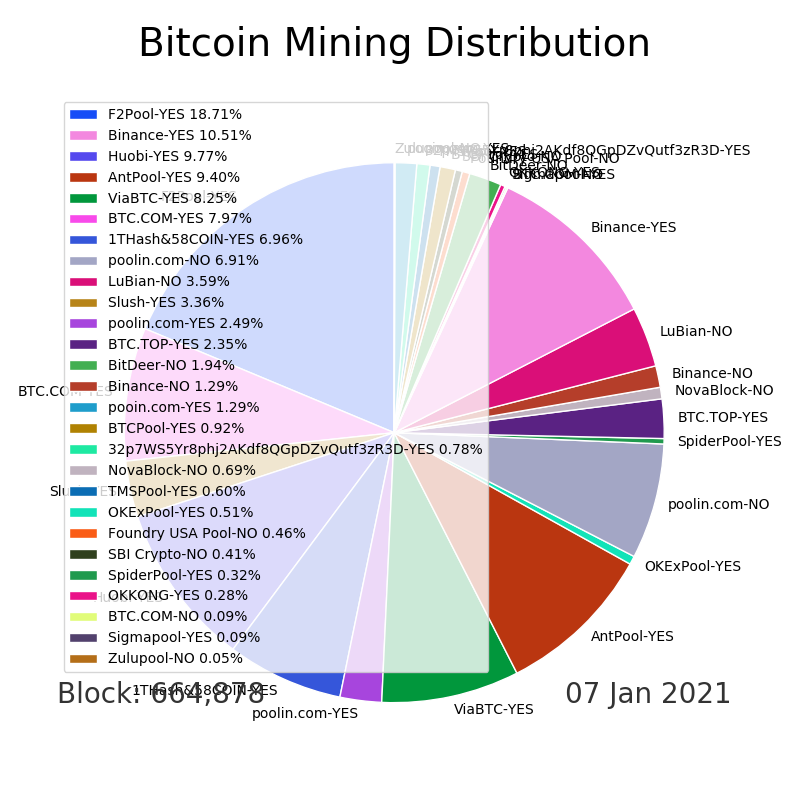 Bitcoin Mining Distribution
F2Pool-YES 18.71%
Binance-YES 10.51%
Huobi-YES 9.77%
AntPool-YES 9.40%
ViaBTC-YES 8.25%
BTC.COM-YES 7.97%
1THash&58COIN-YES 6.96%
poolin.com-NO 6.91%
LuBian-NO 3.59%
Slush-YES 3.36%
poolin.com-YES 2.49%
BTC.TOP-YES 2.35%
BitDeer-NO 1.94%
Binance-NO 1.29%
pooin.com-YES 1.29%
BTCPool-YES 0.92%
32p7WS5Yr8phj2AKdf8QGpDZvQutf3zR3D-YES 0.78%
NovaBlock-NO 0.69%
TMSPool-YES 0.60%
OKExPool-YES 0.51%
Foundry USA Pool-NO 0.46%
SBI Crypto-NO 0.41%
SpiderPool-YES 0.32%
OKKONG-YES 0.28%
BTC.COM-NO 0.09%
Sigmapool-YES 0.09%
Zulupool-NO 0.05%
BitDeer-NO
Binance-YES
LuBian-NO
Binance-NO
NovaBlock-NO
BTC.TOP-YES
SpiderPool-YES
poolin.com-NO
OKExPool-YES
AntPool-YES
ViaBTC-YES
poolin.com-YES
1THash&58COIN-YES
BTC.COM-YES
Block: 664,878
07 Jan 2021